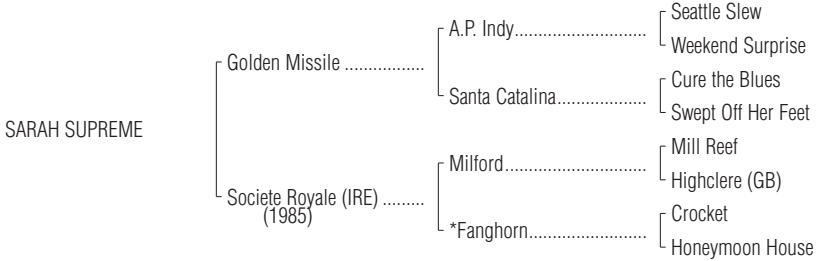 Seattle Slew
A.P. Indy............................
Weekend Surprise
Golden Missile .................
Cure the Blues
Santa Catalina...................
Swept Off Her Feet
SARAH SUPREME
Mill Reef
Milford..............................
Highclere (GB)
Societe Royale (IRE) .........
(1985)
Crocket
*Fanghorn.........................
Honeymoon House